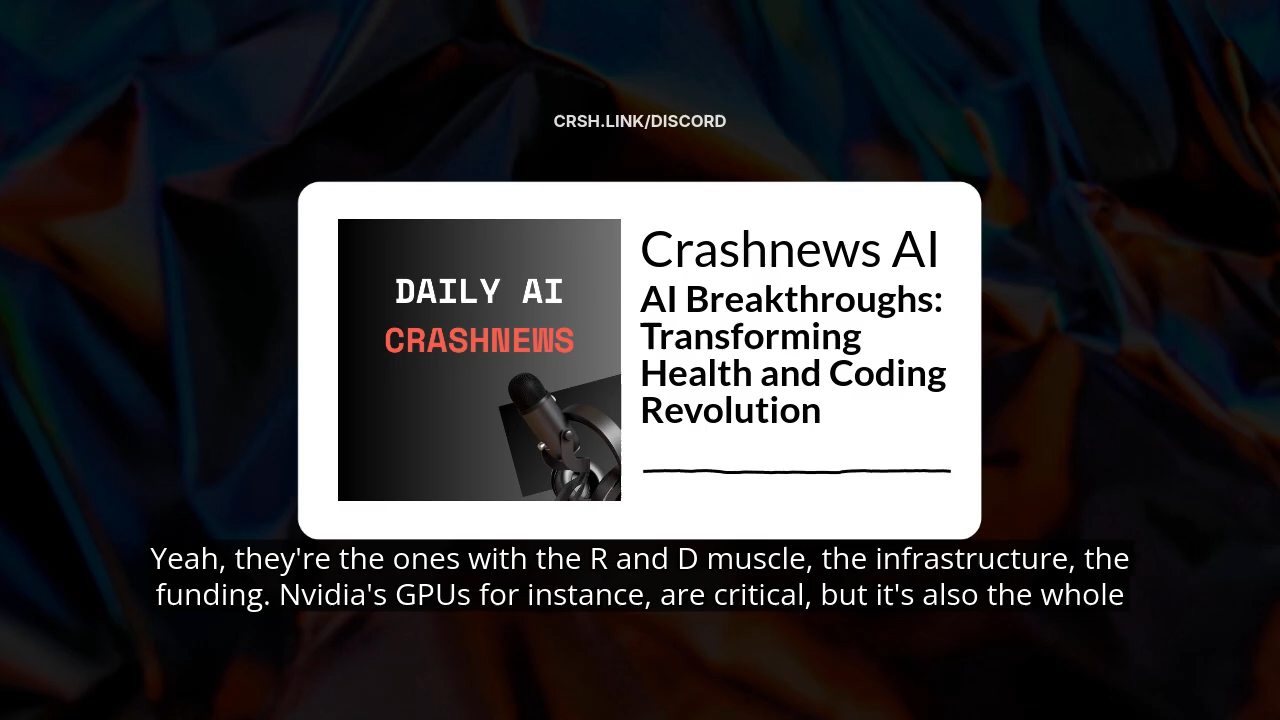 CRSH.LINK/DISCORD
DAILY AI
CRASHNEWS
Crashnews AI
AI Breakthroughs:
Transforming
Health and Coding
Revolution
Yeah, they're the ones with the R and D muscle, the infrastructure, the
funding. Nvidia's GPUs for instance, are critical, but it's also the whole